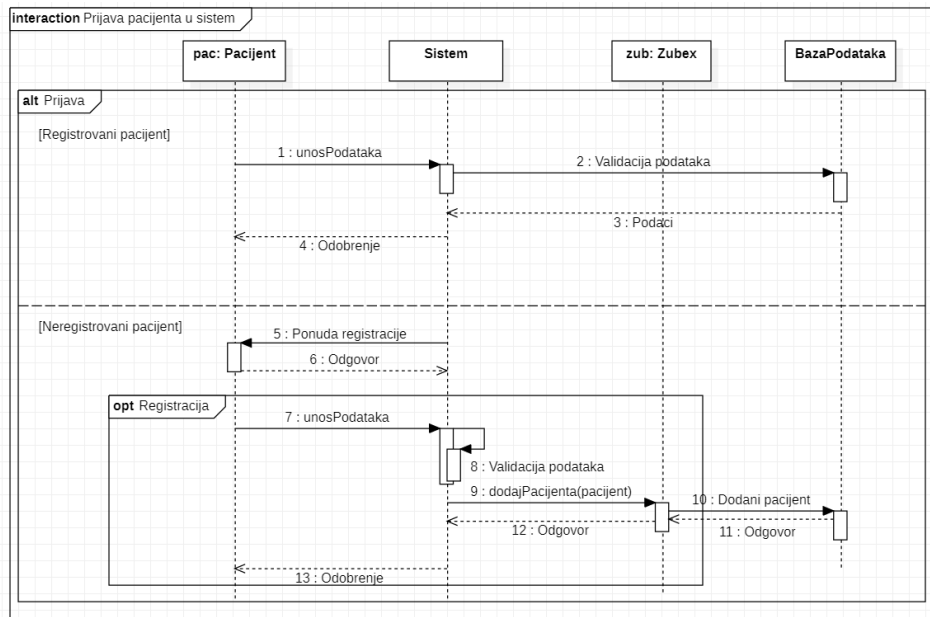 interaction Prijava pacijenta u sistem
pac: Pacijent
Sistem
zub: Zubex
BazaPodataka
alt Prijava
[Registrovani pacijent]
1 : unosPodataka
2 : Validacija podataka
3 : Podaci
4 : Odobrenje
[Neregistrovani pacijent]
5 : Ponuda registracije
6 : Odgovor
opt Registracija
7 : unosPodataka
8 : Validacija podataka
9 : dodajPacijenta(pacijent)
10 : Dodani pacijent
12 : Odgovor
11 : Odgovor
13 : Odobrenje